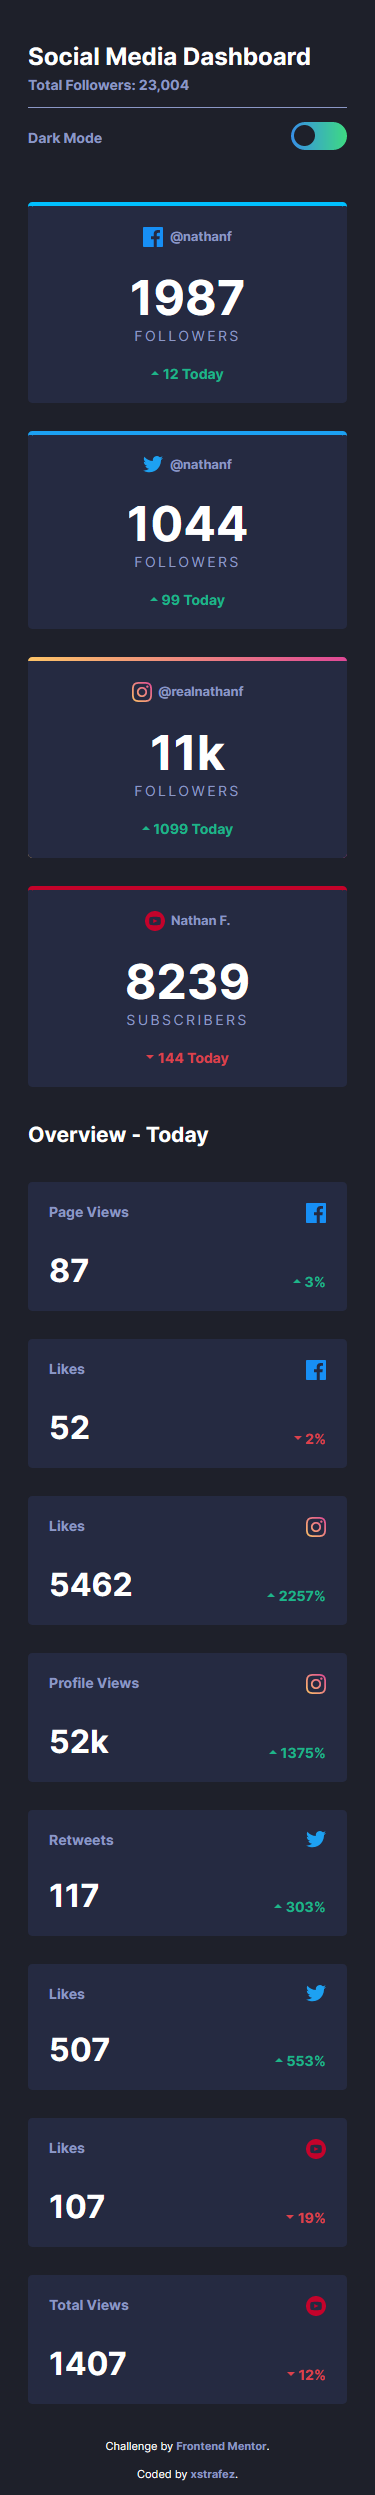 Social Media Dashboard
Total Followers: 23,004
Dark Mode
@nathanf
1987
FOLLOWERS
12 Today
@nathanf
1044
FOLLOWERS
99 Today
@realnathanf
11k
FOLLOWERS
1099 Today
Nathan F.
8239
SUBSCRIBERS
144 Today
Overview - Today
Page Views
87
3%
Likes
52
2%
Likes
5462
2257%
Profile Views
52k
1375%
Retweets
117
303%
Likes
507
553%
Likes
107
19%
Total Views
1407
12%
Challenge by Frontend Mentor.
Coded by xstrafez.